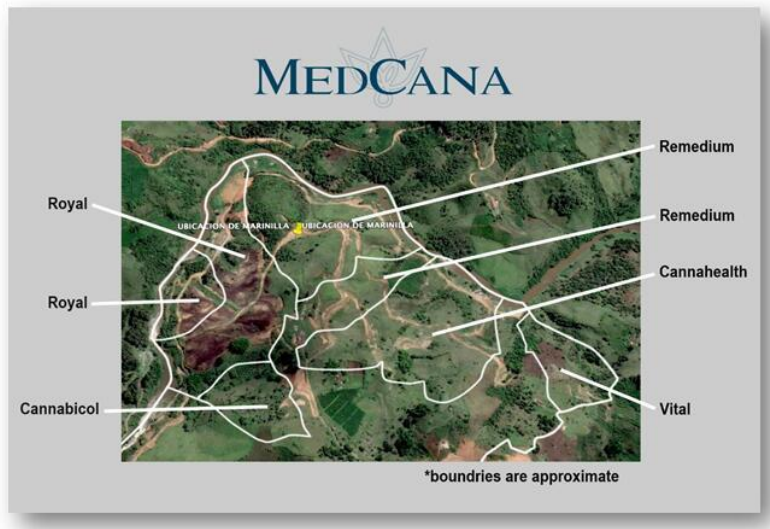 MEDCANA
Remedium
Royal
UBICACIÓN DE MARINILLA
UBICACIÓN DE MARINILLA
Remedium
Cannahealth
Royal
Cannabicol
Vital
*boundries are approximate